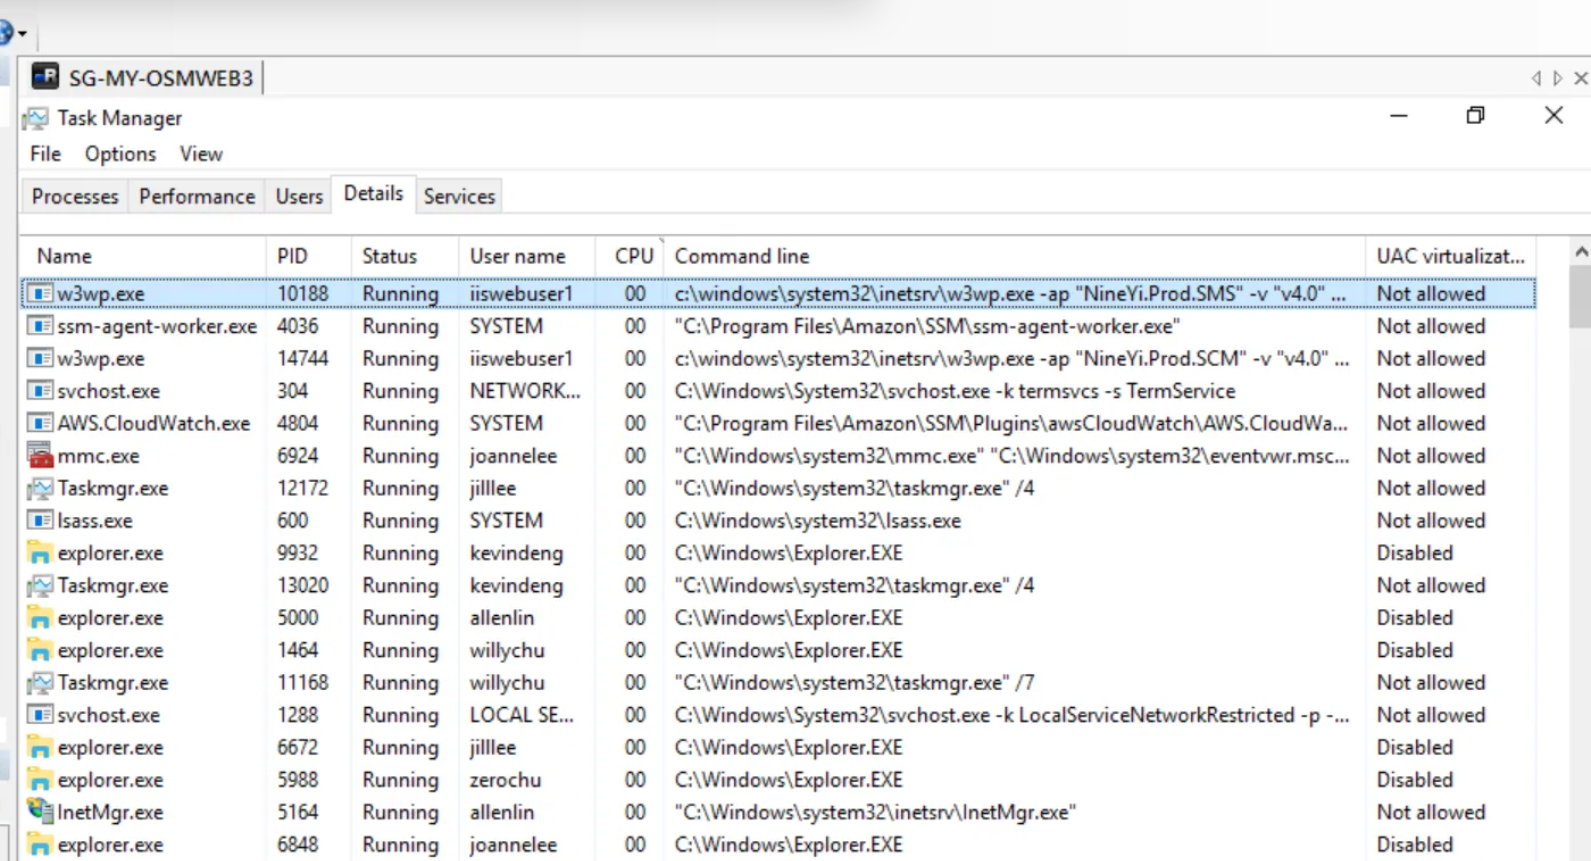 SG-MY-OSMWEB3
Task Manager
File Options View
Processes Performance Users Details Services
Name PID Status User name CPU Command line UAC virtualizat...
w3wp.exe 10188 Running iiswebuser1 00 c:\windows\system32\inetsrv\w3wp.exe -ap "NineYi.Prod.SMS" -v "v4.0" ... Not allowed
ssm-agent-worker.exe 4036 Running SYSTEM 00 "C:\Program Files\Amazon\SSM\ssm-agent-worker.exe" Not allowed
w3wp.exe 14744 Running iiswebuser1 00 c:\windows\system32\inetsrv\w3wp.exe -ap "NineYi.Prod.SCM" -v "v4.0" ... Not allowed
svchost.exe 304 Running NETWORK... 00 C:\Windows\System32\svchost.exe -k termsvcs -s TermService Not allowed
AWS.CloudWatch.exe 4804 Running SYSTEM 00 "C:\Program Files\Amazon\SSM\Plugins\awsCloudWatch\AWS.CloudWa... Not allowed
mmc.exe 6924 Running joannelee 00 "C:\Windows\system32\mmc.exe" "C:\Windows\system32\eventvwr.msc... Not allowed
Taskmgr.exe 12172 Running jilllee 00 "C:\Windows\system32\taskmgr.exe" /4 Not allowed
lsass.exe 600 Running SYSTEM 00 C:\Windows\system32\lsass.exe Not allowed
explorer.exe 9932 Running kevindeng 00 C:\Windows\Explorer.EXE Disabled
Taskmgr.exe 13020 Running kevindeng 00 "C:\Windows\system32\taskmgr.exe" /4 Not allowed
explorer.exe 5000 Running allenlin 00 C:\Windows\Explorer.EXE Disabled
explorer.exe 1464 Running willychu 00 C:\Windows\Explorer.EXE Disabled
Taskmgr.exe 11168 Running willychu 00 "C:\Windows\system32\taskmgr.exe" /7 Not allowed
svchost.exe 1288 Running LOCAL SE... 00 C:\Windows\System32\svchost.exe -k LocalServiceNetworkRestricted -p -... Not allowed
explorer.exe 6672 Running jilllee 00 C:\Windows\Explorer.EXE Disabled
explorer.exe 5988 Running zerochu 00 C:\Windows\Explorer.EXE Disabled
InetMgr.exe 5164 Running allenlin 00 "C:\Windows\system32\inetsrv\InetMgr.exe" Not allowed
explorer.exe 6848 Running joannelee 00 C:\Windows\Explorer.EXE Disabled